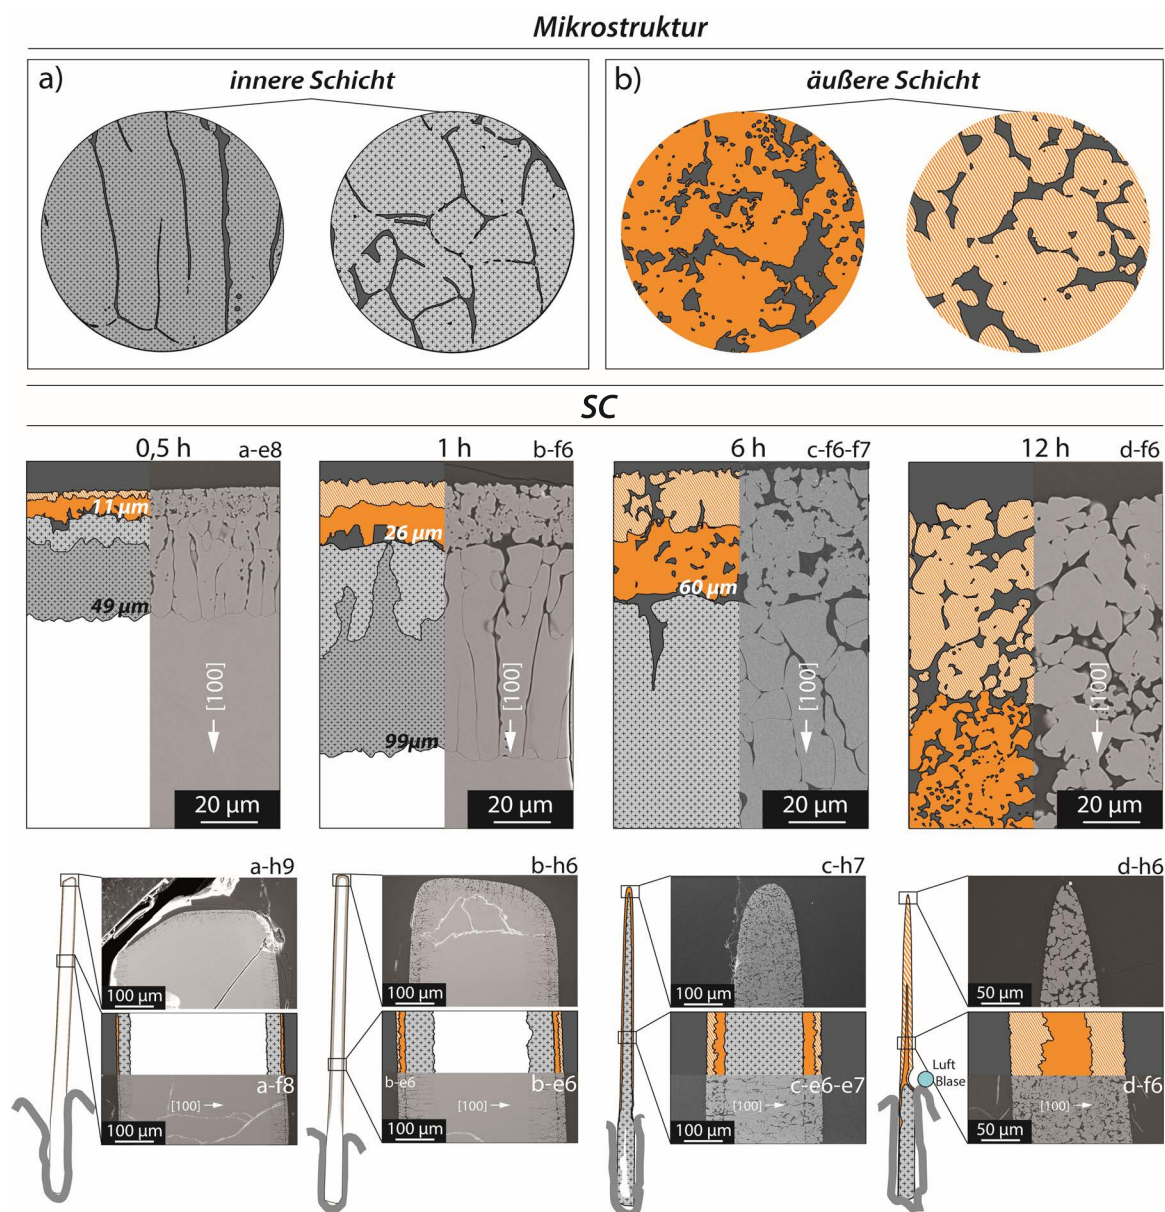 Mikrostruktur
a)
innere Schicht
b)
äußere Schicht
SC
0,5 h
a-e8
1 h
b-f6
6 h
c-f6-f7
12 h
d-f6
11 µm
49 µm
[100]
20 µm
26 µm
99µm
[100]
20 µm
60 µm
[100]
20 µm
[100]
20 µm
a-h9
b-h6
c-h7
d-h6
100 µm
100 µm
100 µm
50 µm
a-f8
100 µm
b-e6
b-e6
[100]
100 µm
c-e6-e7
[100]
100 µm
Luft
Blase
d-f6
[100]
50 µm